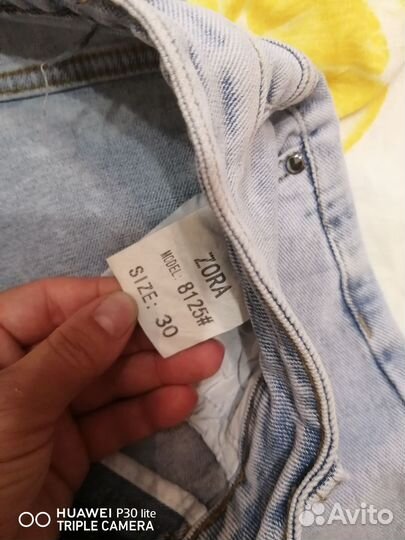 ZORA
MODEL: 8125#
SIZE: 30
HUAWEI P30 lite
TRIPLE CAMERA
Avito